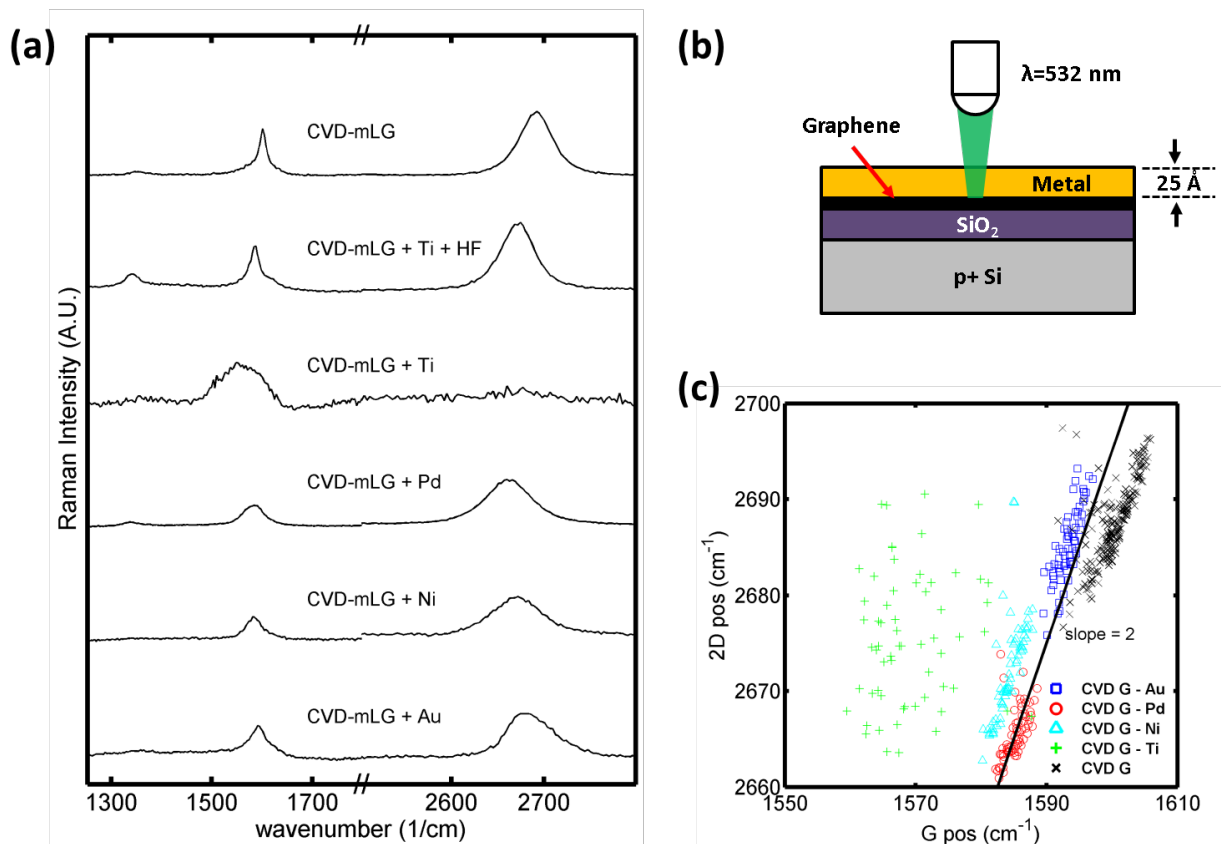 (a)
CVD-mLG
CVD-mLG + Ti + HF
CVD-mLG + Ti
CVD-mLG + Pd
CVD-mLG + Ni
CVD-mLG + Au
Raman Intensity (A.U.)
1300 1500 1700 2600 2700
wavenumber (1/cm)
(b)
λ=532 nm
Graphene
Metal
25 Å
SiO₂
p+ Si
(c)
2700
2690
2680
2670
2660
2D pos (cm⁻¹)
slope = 2
CVD G - Au
CVD G - Pd
CVD G - Ni
CVD G - Ti
CVD G
1550 1570 1590 1610
G pos (cm⁻¹)